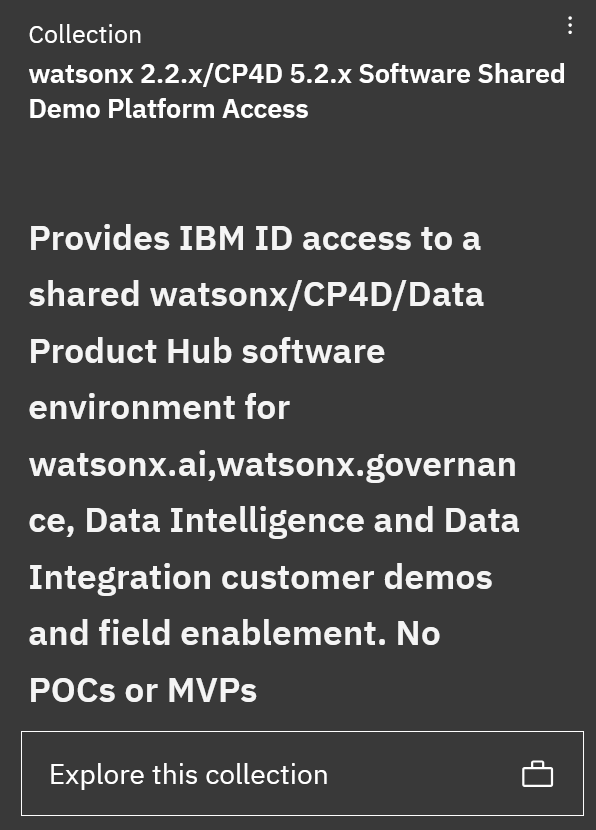 Collection
watsonx 2.2.x/CP4D 5.2.x Software Shared
Demo Platform Access
Provides IBM ID access to a
shared watsonx/CP4D/Data
Product Hub software
environment for
watsonx.ai,watsonx.governan
ce, Data Intelligence and Data
Integration customer demos
and field enablement. No
POCs or MVPs
Explore this collection